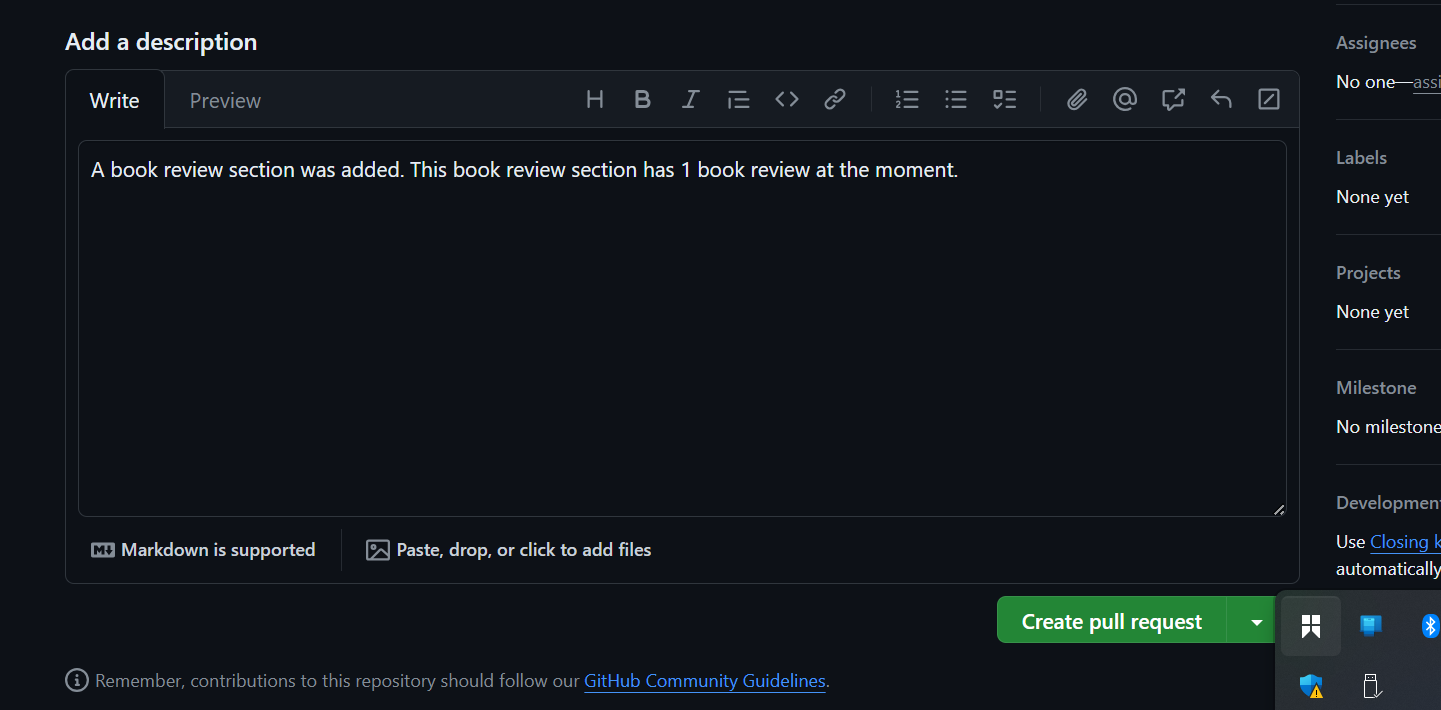 Add a description
Assignees
Write
Preview
No one—assi
A book review section was added. This book review section has 1 book review at the moment.
Labels
None yet
Projects
None yet
Milestone
No milestone
Development
Use Closing k
automatically
Markdown is supported
Paste, drop, or click to add files
Create pull request
Remember, contributions to this repository should follow our GitHub Community Guidelines.